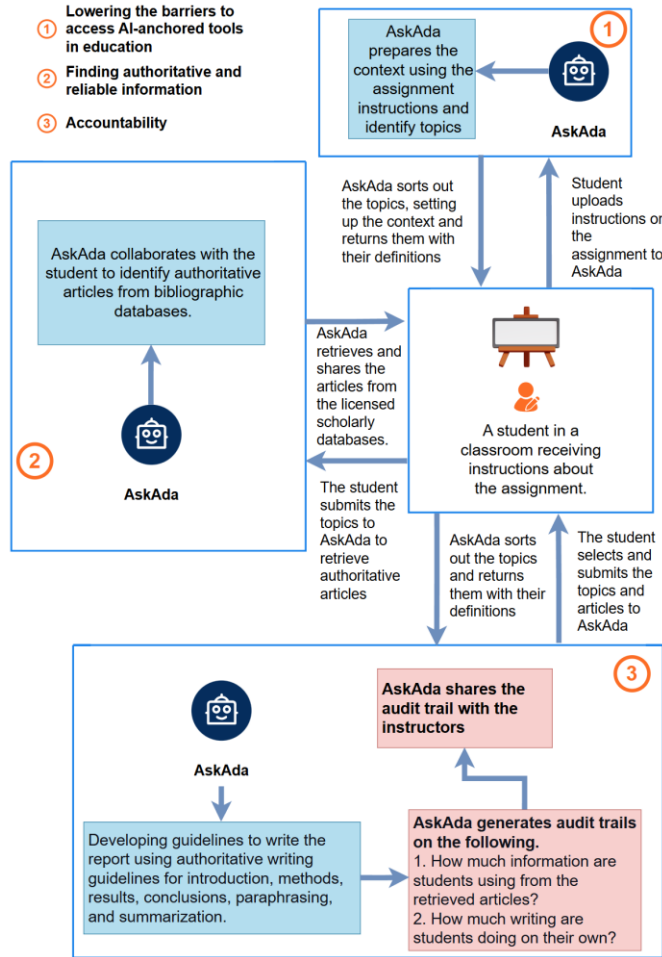 1
Lowering the barriers to
access AI-anchored tools
in education
2
Finding authoritative and
reliable information
3
Accountability
AskAda
prepares the
context using the
assignment
instructions and
identify topics
1
AskAda
AskAda sorts out
the topics, setting
up the context and
returns them with
their definitions
Student
uploads
instructions on
the
assignment to
AskAda
AskAda collaborates with the
student to identify authoritative
articles from bibliographic
databases.
AskAda
2
AskAda
retrieves and
shares the
articles from
the licensed
scholarly
databases.
A student in a
classroom receiving
instructions about
the assignment.
The student
submits the
topics to
AskAda to
retrieve
authoritative
articles
AskAda sorts
out the topics
and returns
them with their
definitions
The student
selects and
submits the
topics and
articles to
AskAda
3
AskAda
AskAda shares the
audit trail with the
instructors
Developing guidelines to write the
report using authoritative writing
guidelines for introduction, methods,
results, conclusions, paraphrasing,
and summarization.
AskAda generates audit trails
on the following.
1. How much information are
students using from the
retrieved articles?
2. How much writing are
students doing on their own?